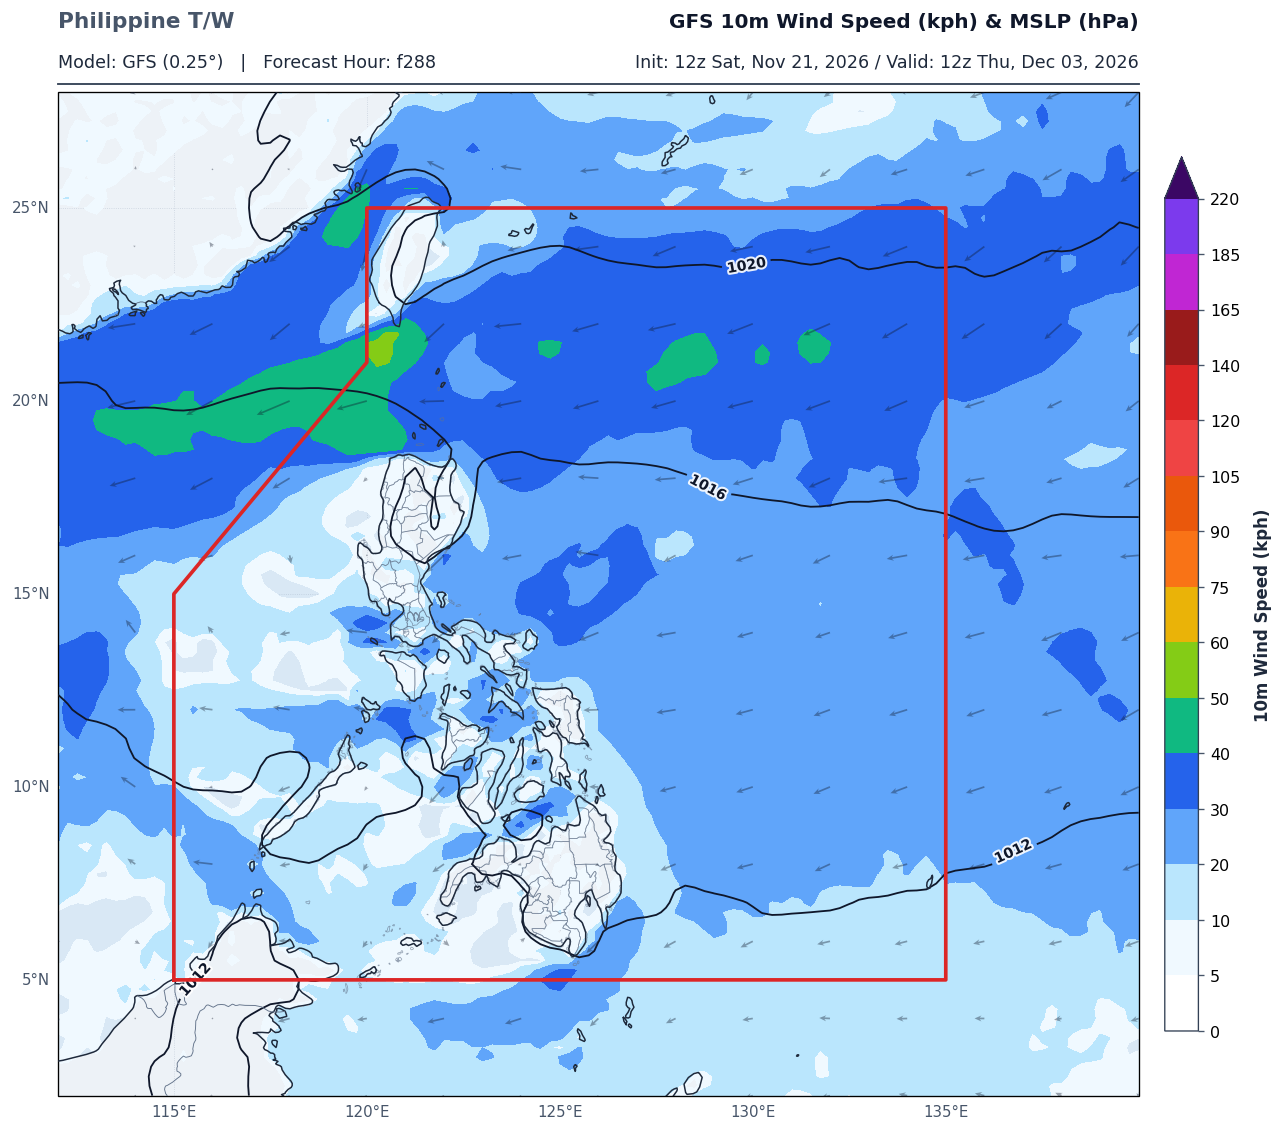 Philippine T/W
GFS 10m Wind Speed (kph) & MSLP (hPa)
Model: GFS (0.25°) | Forecast Hour: f288
Init: 12z Sat, Nov 21, 2026 / Valid: 12z Thu, Dec 03, 2026
25°N
20°N
15°N
10°N
5°N
115°E
120°E
125°E
130°E
135°E
1020
1016
1012
1012
220
185
165
140
120
105
90
75
60
50
40
30
20
10
5
0
10m Wind Speed (kph)